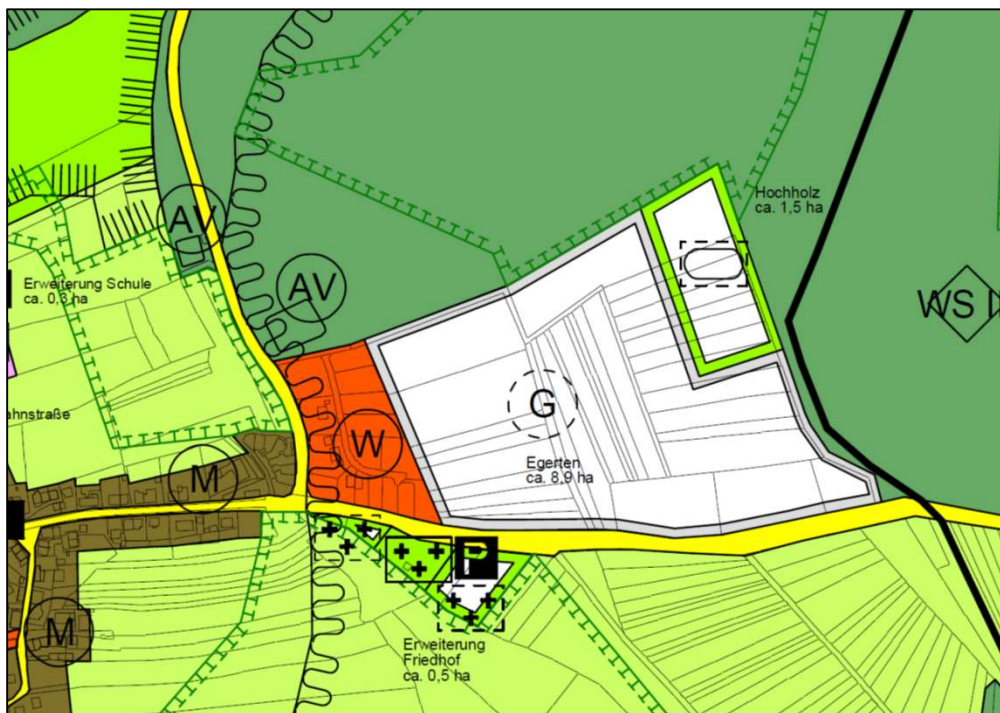 Hochholz
ca. 1,5 ha
AV
AV
Erweiterung Schule
ca. 0,3 ha
WS
G
ahnstraße
W
M
Egerten
ca. 8,9 ha
P
M
Erweiterung
Friedhof
ca. 0,5 ha